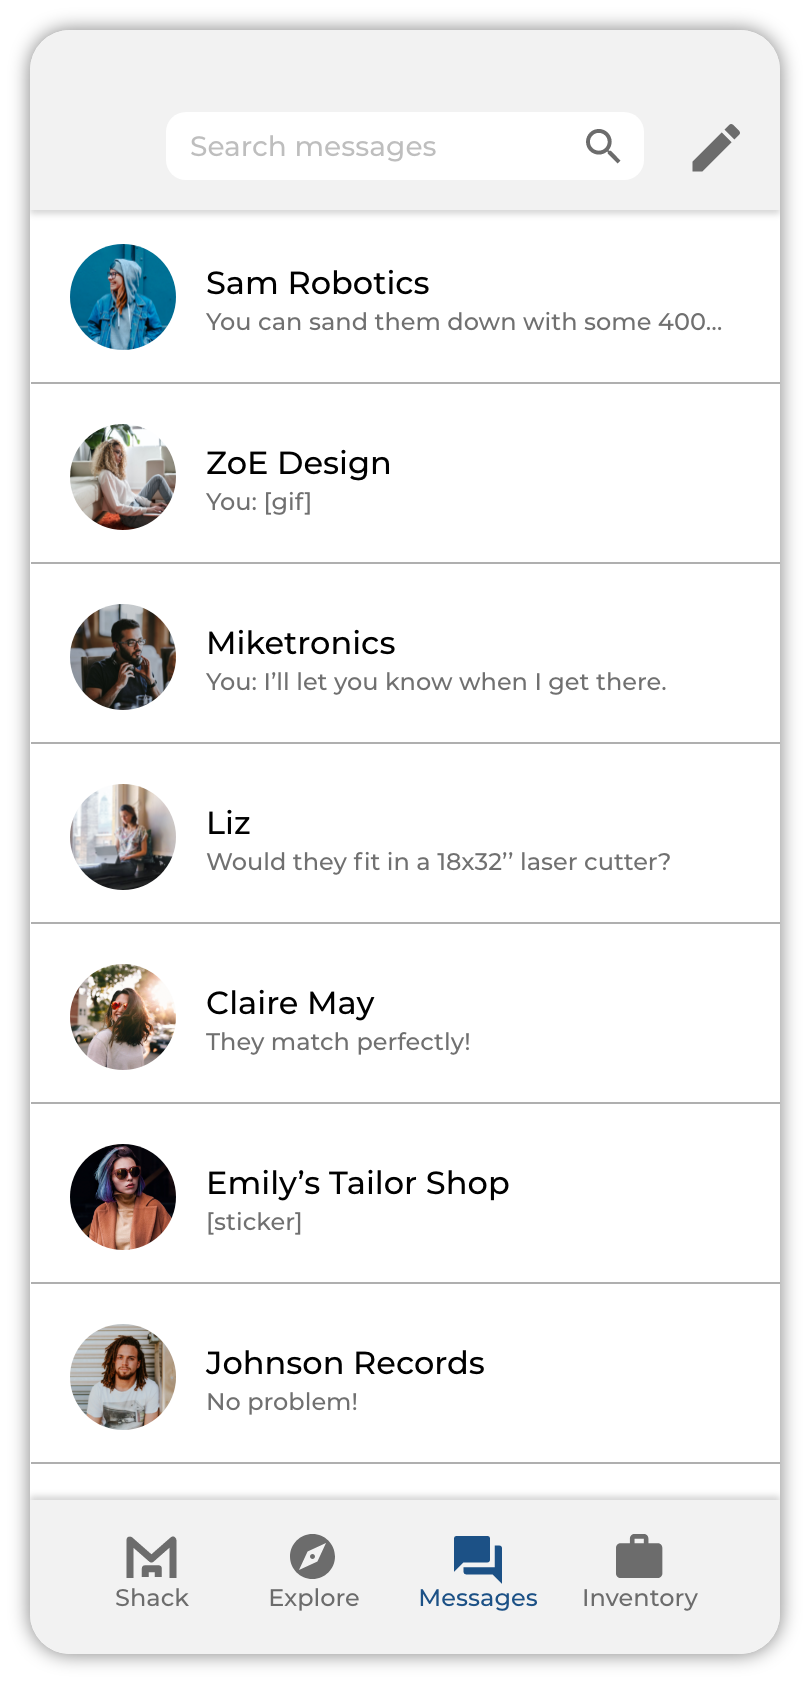 Search messages
Sam Robotics
You can sand them down with some 400...
ZoE Design
You: [gif]
Miketronics
You: I’ll let you know when I get there.
Liz
Would they fit in a 18x32’’ laser cutter?
Claire May
They match perfectly!
Emily’s Tailor Shop
[sticker]
Johnson Records
No problem!
Shack
Explore
Messages
Inventory